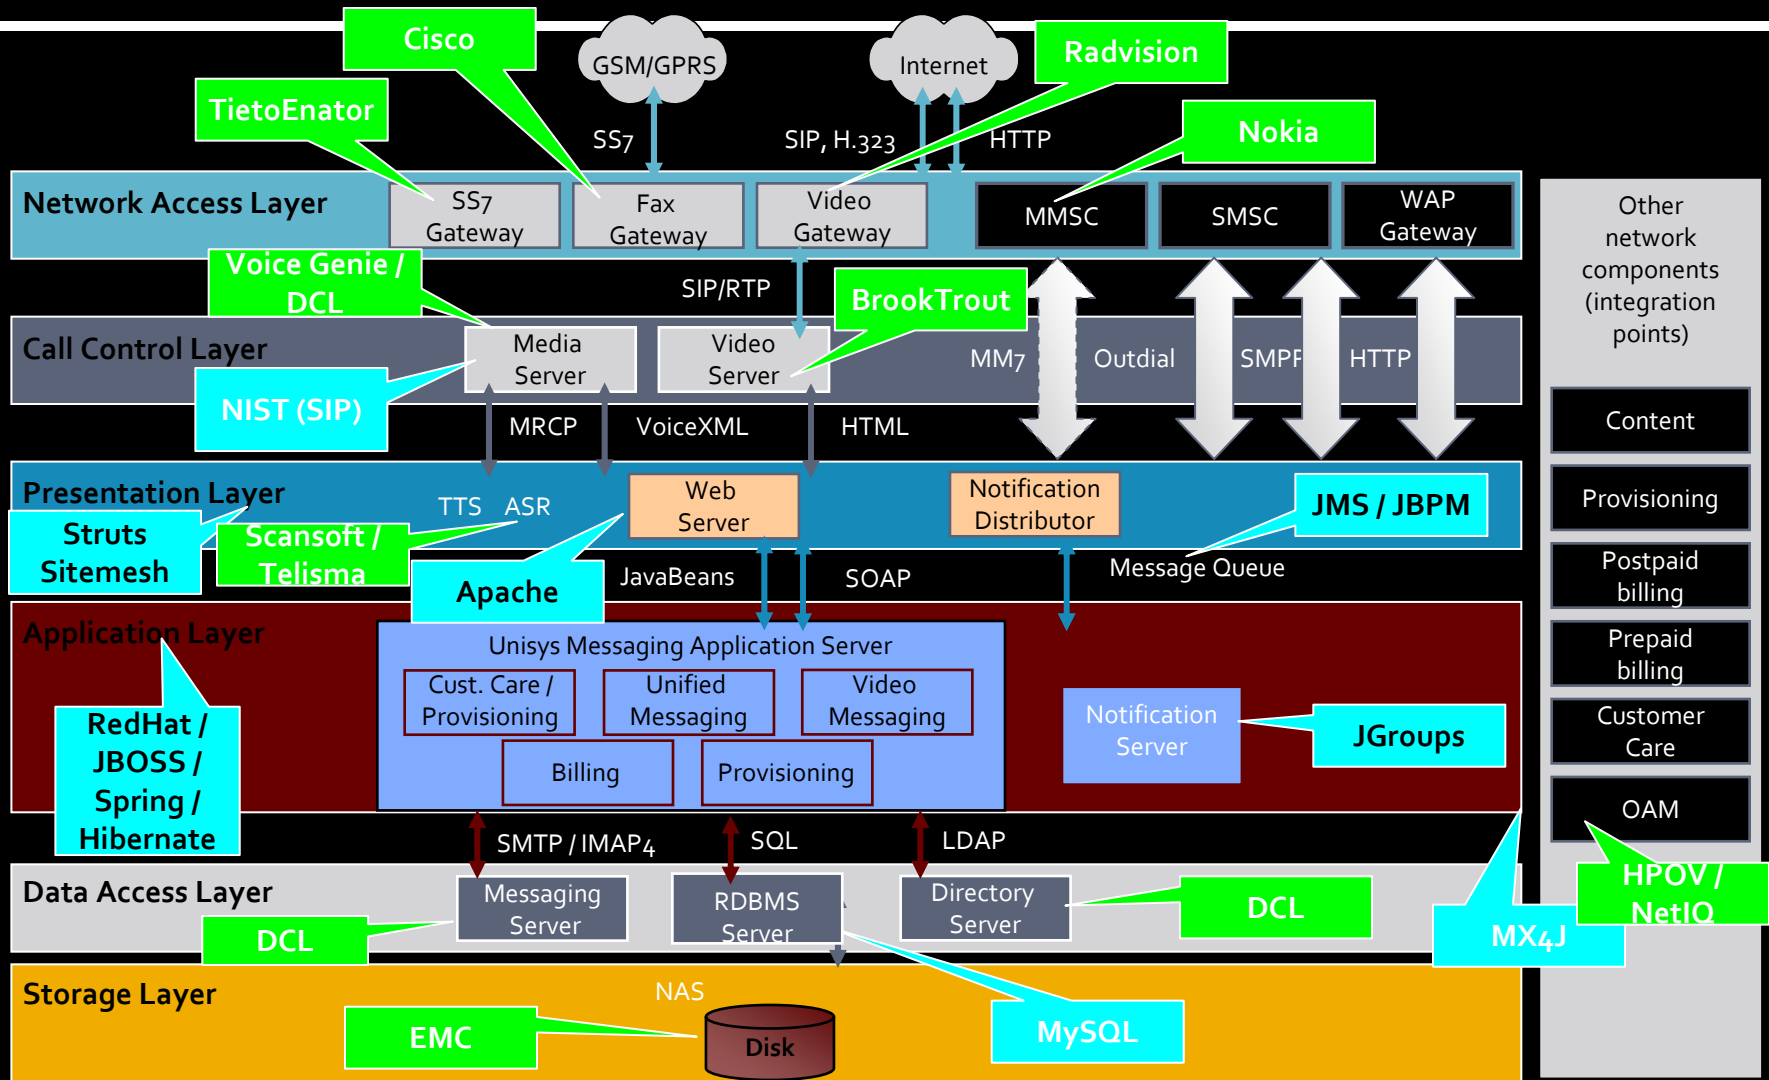 Cisco
GSM/GPRS
Internet
Radvision
TietoEnator
Nokia
SS7
SIP, H.323
HTTP
Network Access Layer
SS7
Gateway
Fax
Gateway
Video
Gateway
MMSC
SMSC
WAP
Gateway
Other
network
components
(integration
points)
Voice Genie /
DCL
SIP/RTP
BrookTrout
Call Control Layer
Media
Server
Video
Server
MM7
Outdial
SMPP
HTTP
NIST (SIP)
MRCP
VoiceXML
HTML
Content
Presentation Layer
TTS
ASR
Web
Server
Notification
Distributor
JMS / JBPM
Provisioning
Struts
Sitemesh
Scansoft /
Telisma
Apache
JavaBeans
SOAP
Message Queue
Postpaid
billing
Application Layer
Unisys Messaging Application Server
Cust. Care /
Provisioning
Unified
Messaging
Video
Messaging
Billing
Provisioning
Notification
Server
JGroups
Prepaid
billing
Customer
Care
OAM
RedHat /
JBOSS /
Spring /
Hibernate
SMTP / IMAP4
SQL
LDAP
Data Access Layer
Messaging
Server
RDBMS
Server
Directory
Server
DCL
DCL
MX4J
HPOV /
NetIQ
Storage Layer
NAS
EMC
Disk
MySQL